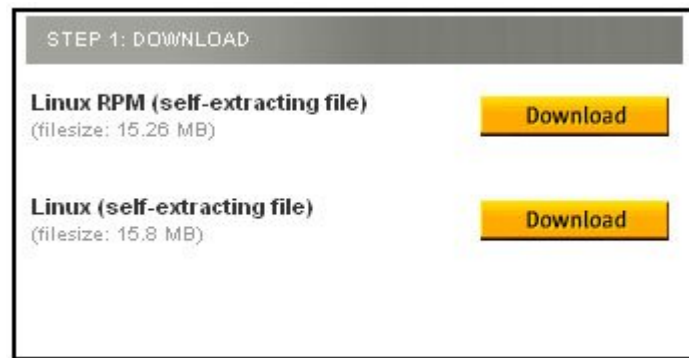 STEP 1: DOWNLOAD
Linux RPM (self-extracting file)
Download
(filesize: 15.26 MB)
Linux (self-extracting file)
Download
(filesize: 15.8 MB)